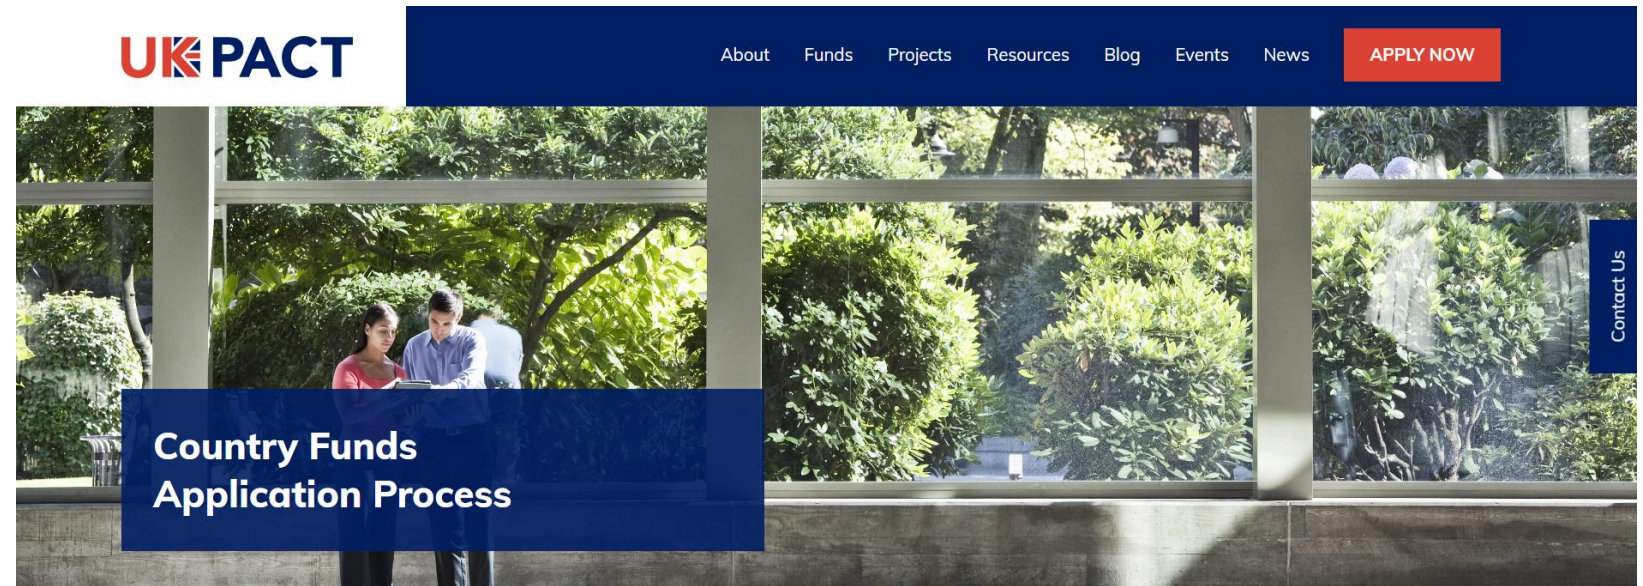 UK PACT
About
Funds
Projects
Resources
Blog
Events
News
APPLY NOW
Contact Us
Country Funds
Application Process